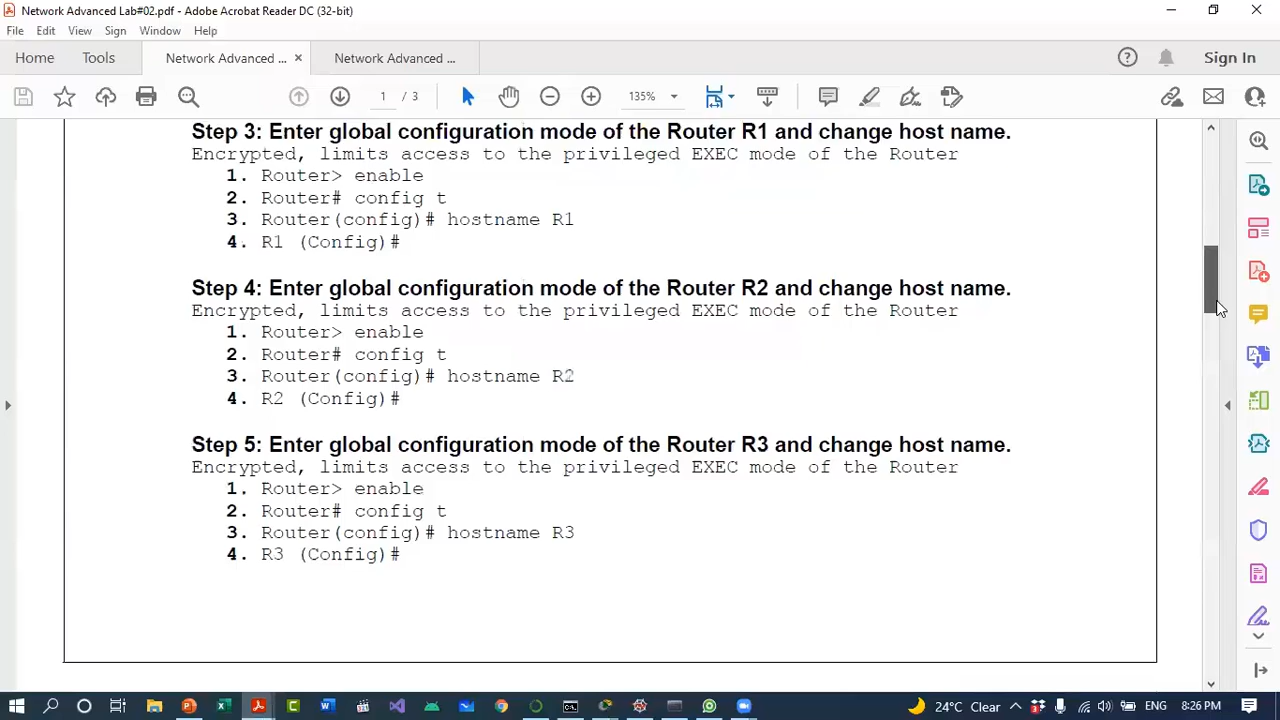 Network Advanced Lab#02.pdf - Adobe Acrobat Reader DC (32-bit)
File Edit View Sign Window Help
Home Tools Network Advanced ... × Network Advanced ... Sign In
1 / 3 135%
Step 3: Enter global configuration mode of the Router R1 and change host name.
Encrypted, limits access to the privileged EXEC mode of the Router
1. Router> enable
2. Router# config t
3. Router(config)# hostname R1
4. R1 (Config)#
Step 4: Enter global configuration mode of the Router R2 and change host name.
Encrypted, limits access to the privileged EXEC mode of the Router
1. Router> enable
2. Router# config t
3. Router(config)# hostname R2
4. R2 (Config)#
Step 5: Enter global configuration mode of the Router R3 and change host name.
Encrypted, limits access to the privileged EXEC mode of the Router
1. Router> enable
2. Router# config t
3. Router(config)# hostname R3
4. R3 (Config)#
24°C Clear 8:26 PM